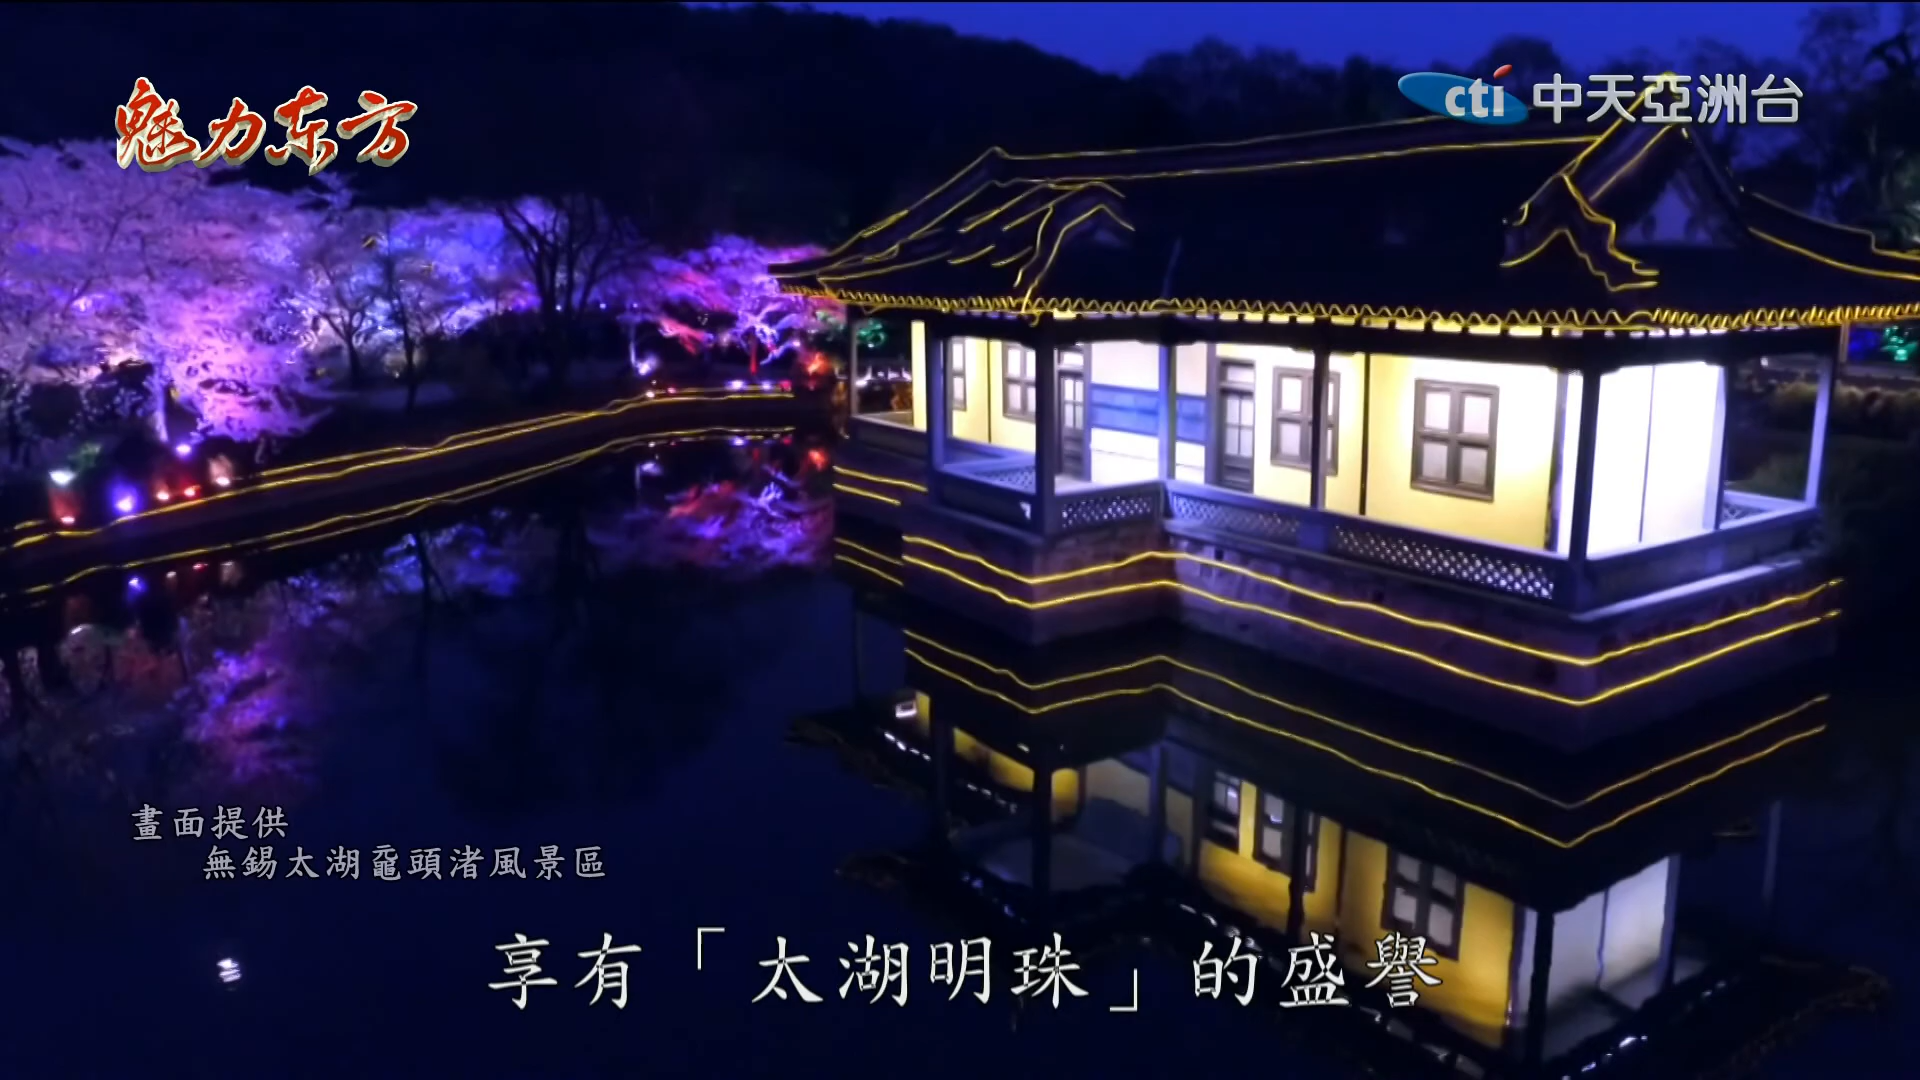 魅力东方
cti 中天亞洲台
畫面提供
無錫太湖黿頭渚風景區
享有「太湖明珠」的盛譽